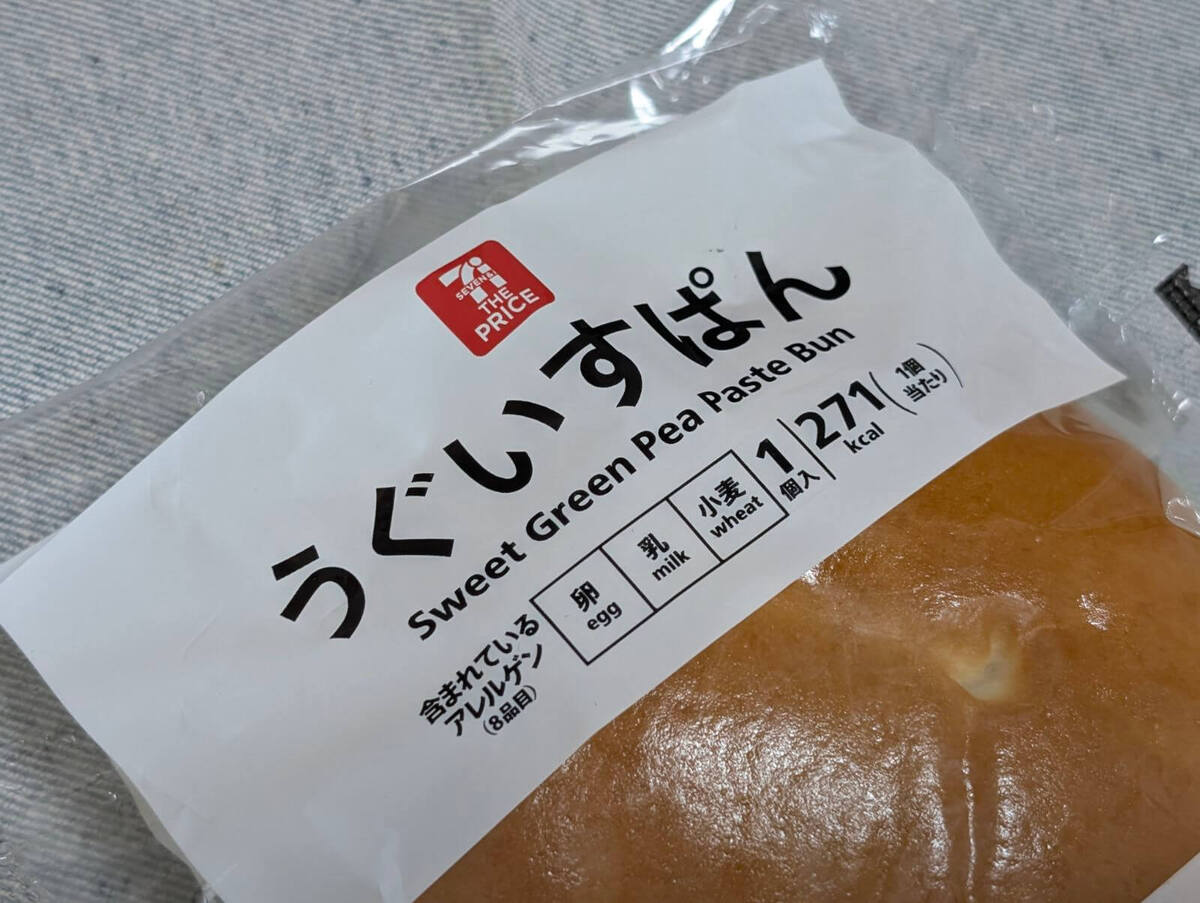 SEVEN&i
THE
PRICE
うぐいすぱん
Sweet Green Pea Paste Bun
含まれている
アレルゲン
(8品目)
卵
egg
乳
milk
小麦
wheat
1
個入
271
kcal
(1個
当たり)